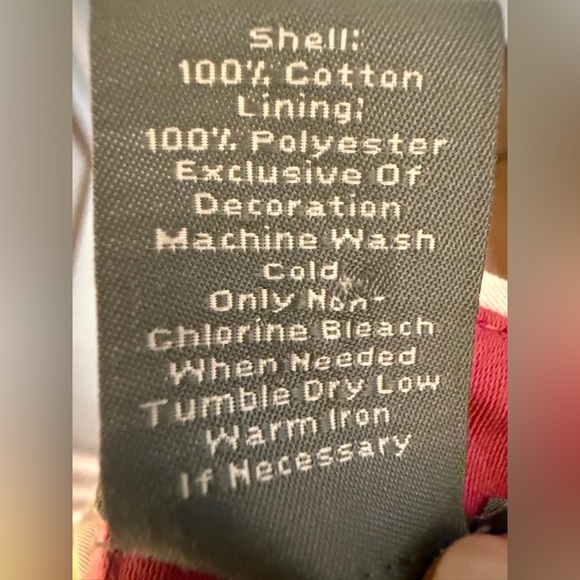 Shell:
100% Cotton
Lining:
100% Polyester
Exclusive Of
Decoration
Machine Wash
Cold
Only Non-
Chlorine Bleach
When Needed
Tumble Dry Low
Warm Iron
If Necessary